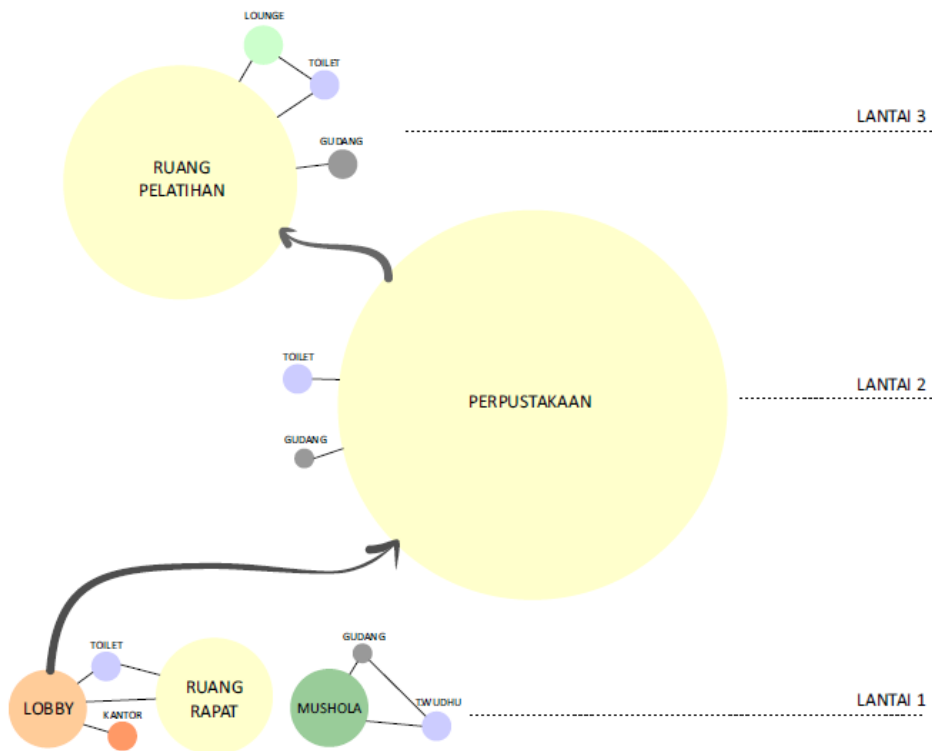 LOUNGE
TOILET
LANTAI 3
GUDANG
RUANG
PELATIHAN
TOILET
LANTAI 2
PERPUSTAKAAN
GUDANG
GUDANG
TOILET
RUANG
RAPAT
LOBBY
KANTOR
MUSHOLA
T.WUDHU
LANTAI 1